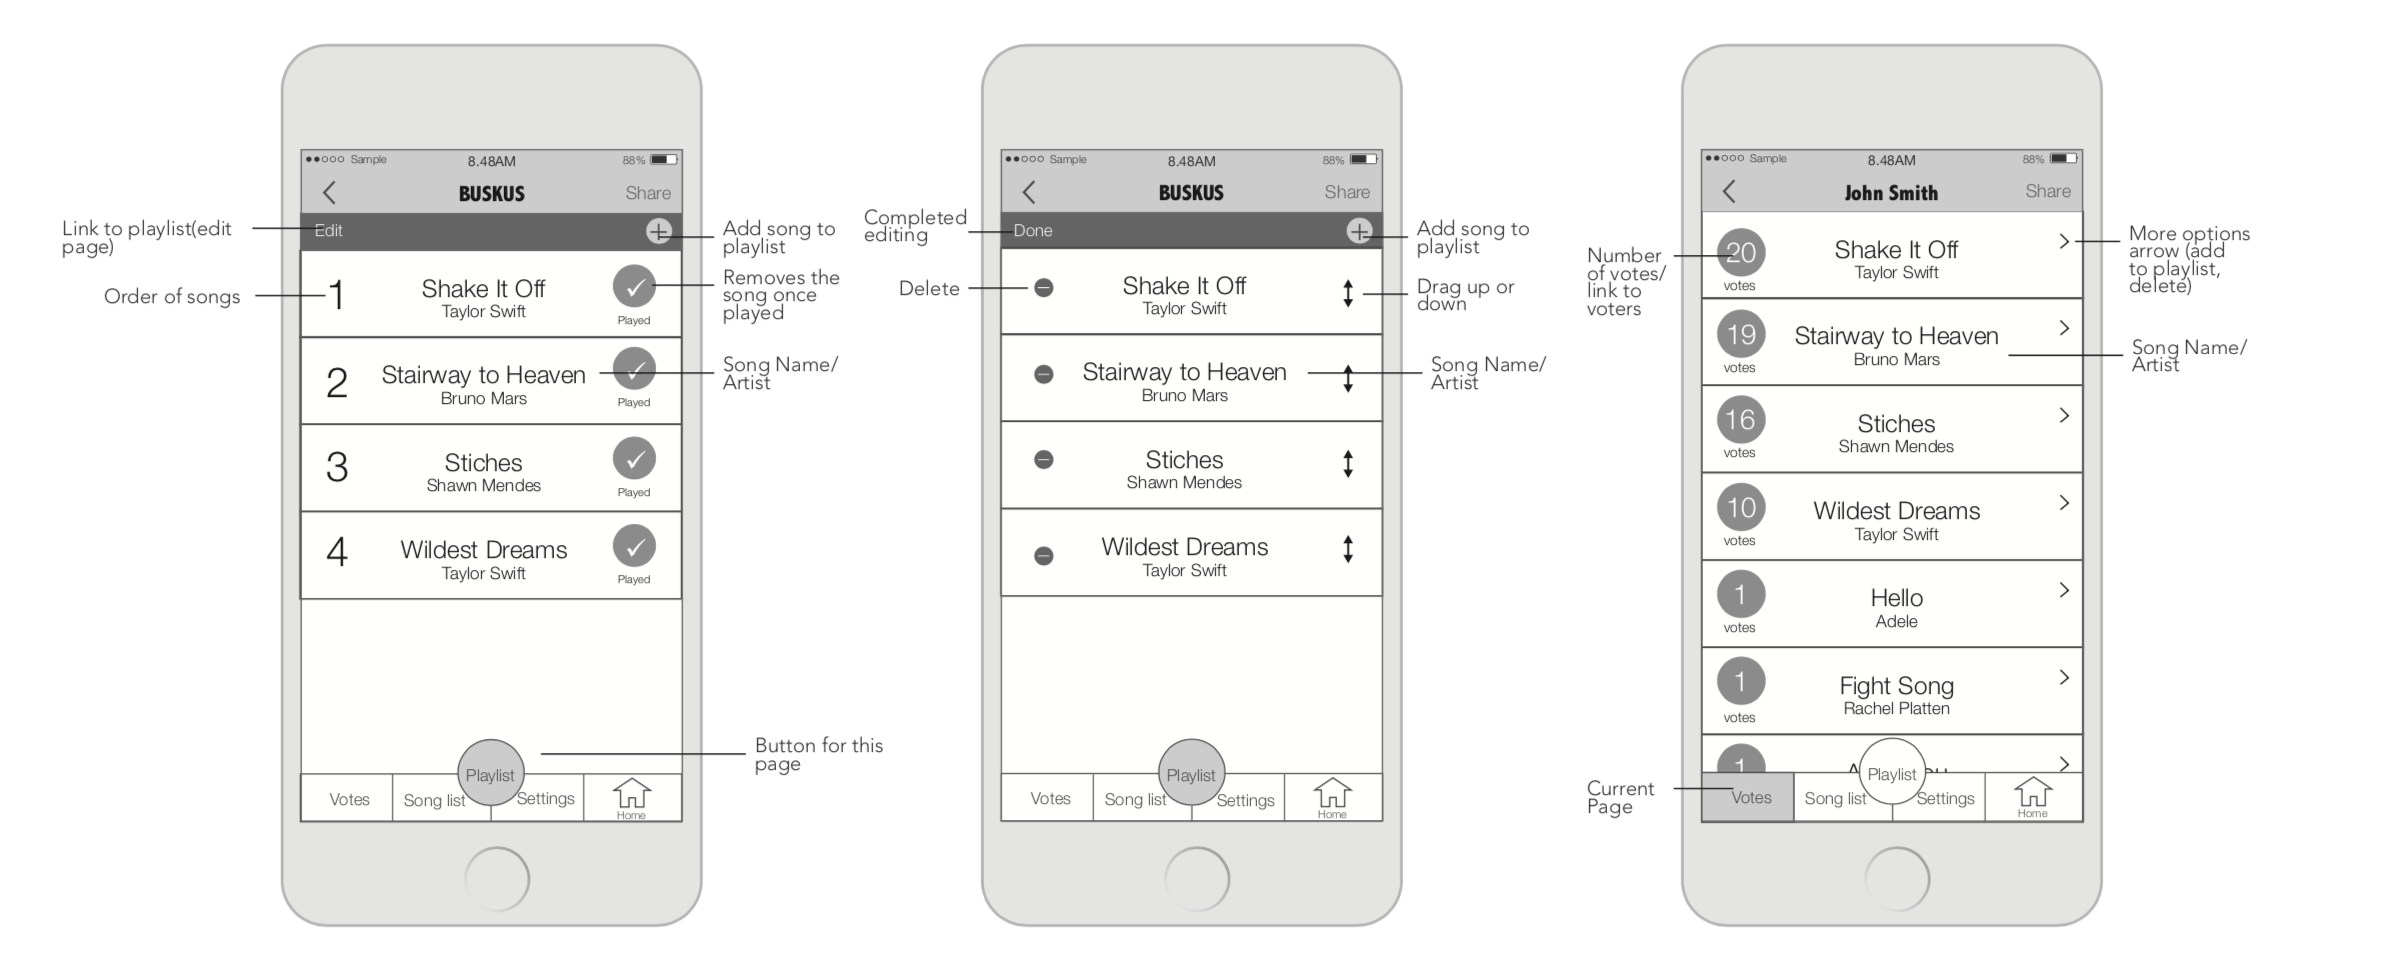 Sample 8.48AM 88%
BUSKUS Share
Edit
Link to playlist(edit
page)
Add song to
playlist
Order of songs
1 Shake It Off
Taylor Swift
Played
Removes the
song once
played
2 Stairway to Heaven
Bruno Mars
Played
Song Name/
Artist
3 Stiches
Shawn Mendes
Played
4 Wildest Dreams
Taylor Swift
Played
Button for this
page
Playlist
Votes Song list Settings
Home
Sample 8.48AM 88%
BUSKUS Share
Completed
editing
Done
Add song to
playlist
Delete
Shake It Off
Taylor Swift
Drag up or
down
Stairway to Heaven
Bruno Mars
Song Name/
Artist
Stiches
Shawn Mendes
Wildest Dreams
Taylor Swift
Playlist
Votes Song list Settings
Home
Sample 8.48AM 88%
John Smith Share
Number
of votes/
link to
voters
20 Shake It Off
votes Taylor Swift
More options
arrow (add
to playlist,
delete)
19 Stairway to Heaven
votes Bruno Mars
Song Name/
Artist
16 Stiches
votes Shawn Mendes
10 Wildest Dreams
votes Taylor Swift
1 Hello
votes Adele
1 Fight Song
votes Rachel Platten
1
Current
Page
Playlist
Votes Song list Settings
Home